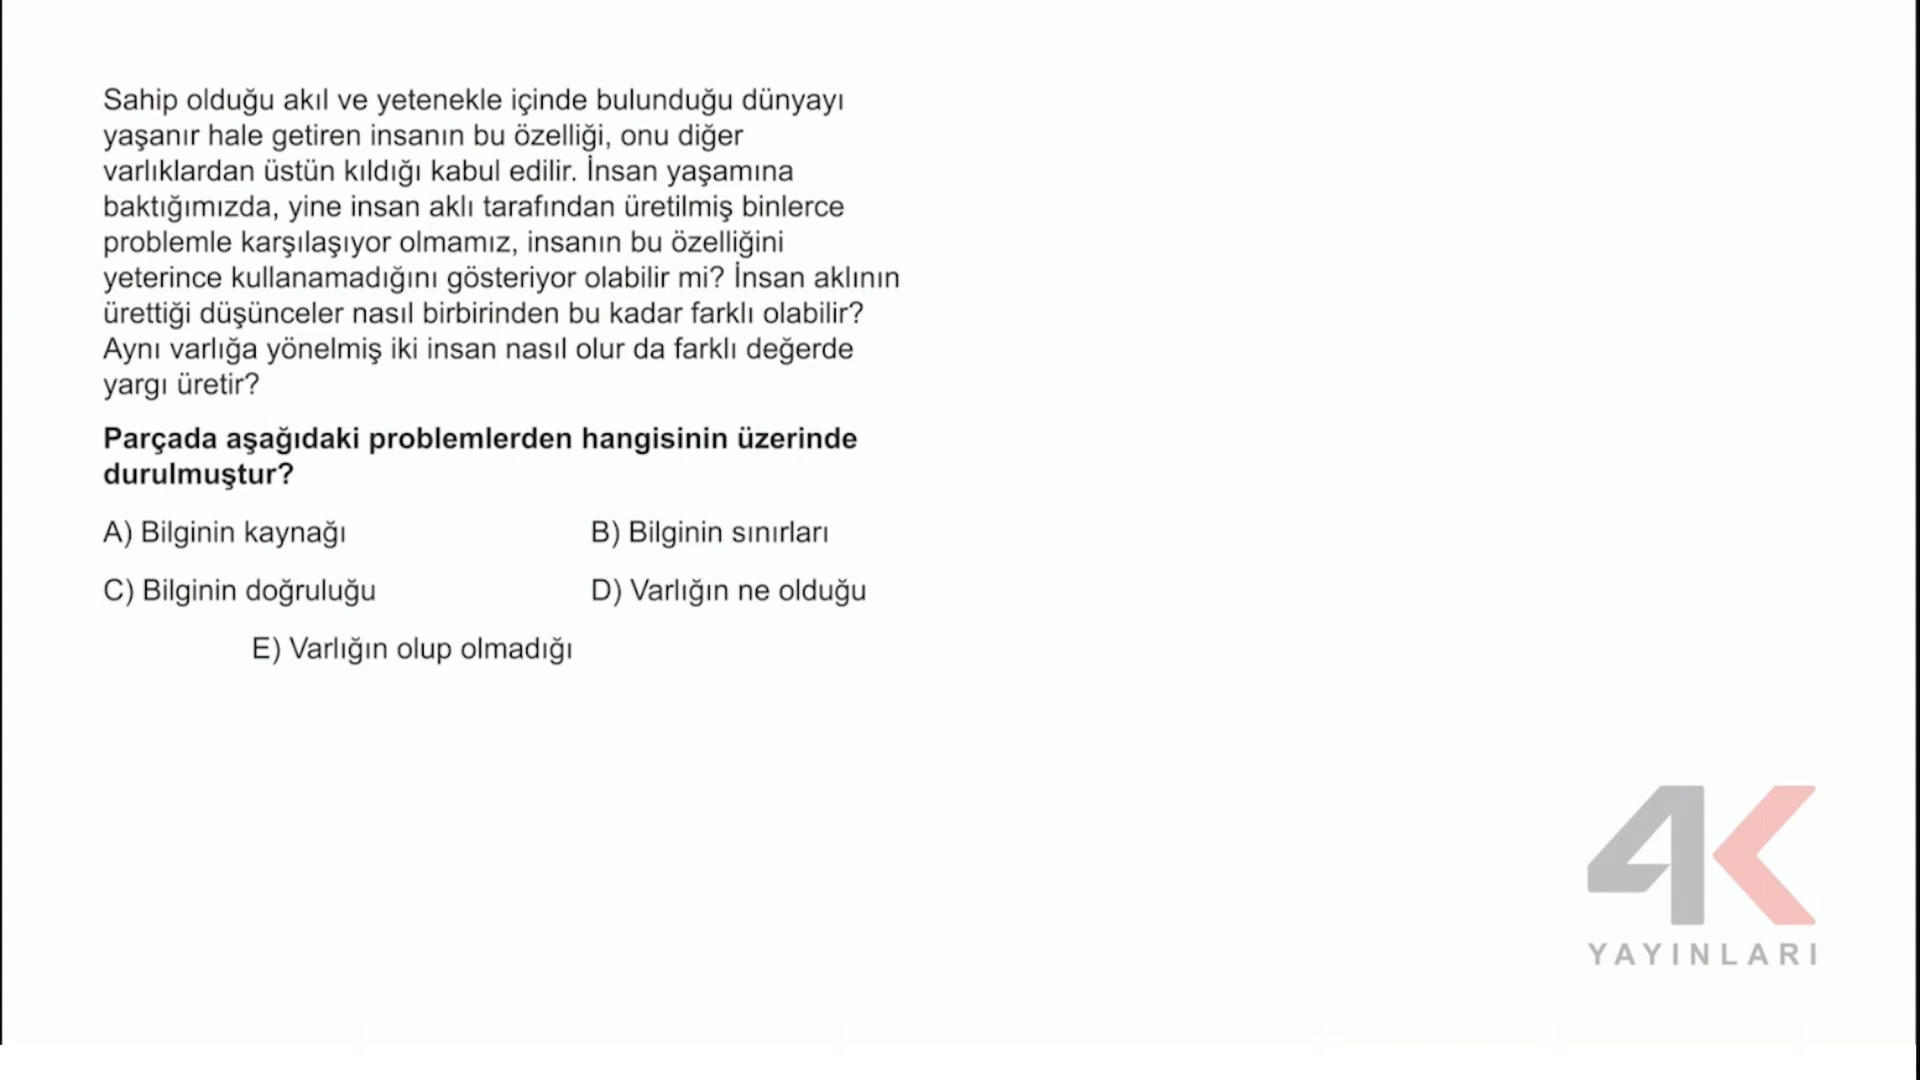 Sahip olduğu akıl ve yetenekle içinde bulunduğu dünyayı
yaşanır hale getiren insanın bu özelliği, onu diğer
varlıklardan üstün kıldığı kabul edilir. İnsan yaşamına
baktığımızda, yine insan aklı tarafından üretilmiş binlerce
problemle karşılaşıyor olmamız, insanın bu özelliğini
yeterince kullanamadığını gösteriyor olabilir mi? İnsan aklının
ürettiği düşünceler nasıl birbirinden bu kadar farklı olabilir?
Aynı varlığa yönelmiş iki insan nasıl olur da farklı değerde
yargı üretir?
Parçada aşağıdaki problemlerden hangisinin üzerinde
durulmuştur?
A) Bilginin kaynağı B) Bilginin sınırları
C) Bilginin doğruluğu D) Varlığın ne olduğu
E) Varlığın olup olmadığı
4K
YAYINLARI